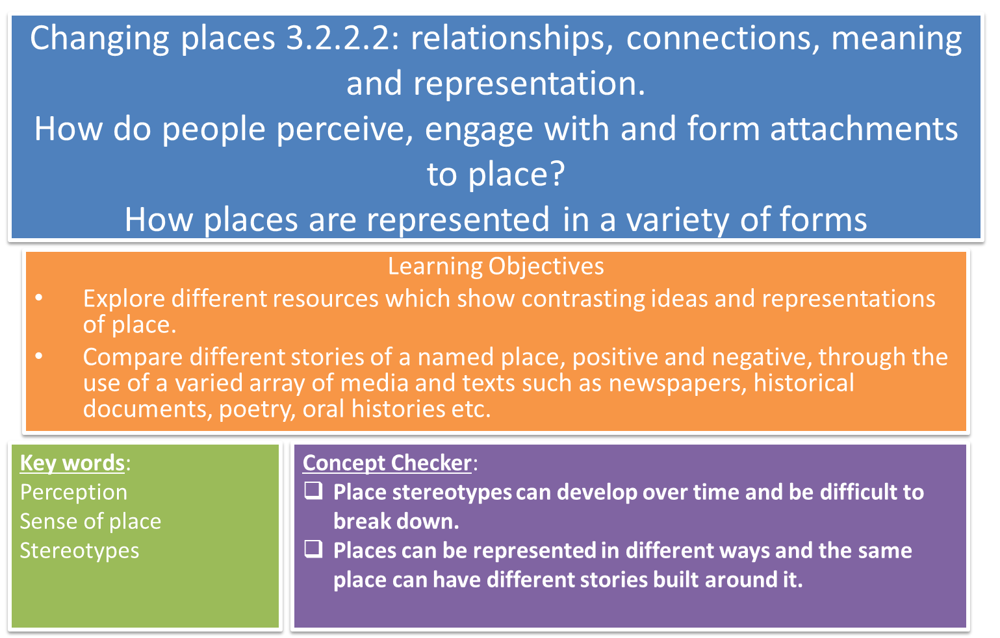 Changing places 3.2.2.2: relationships, connections, meaning
and representation.
How do people perceive, engage with and form attachments
to place?
How places are represented in a variety of forms
Learning Objectives
• Explore different resources which show contrasting ideas and representations
of place.
• Compare different stories of a named place, positive and negative, through the
use of a varied array of media and texts such as newspapers, historical
documents, poetry, oral histories etc.
Key words:
Perception
Sense of place
Stereotypes
Concept Checker:
❑ Place stereotypes can develop over time and be difficult to
break down.
❑ Places can be represented in different ways and the same
place can have different stories built around it.